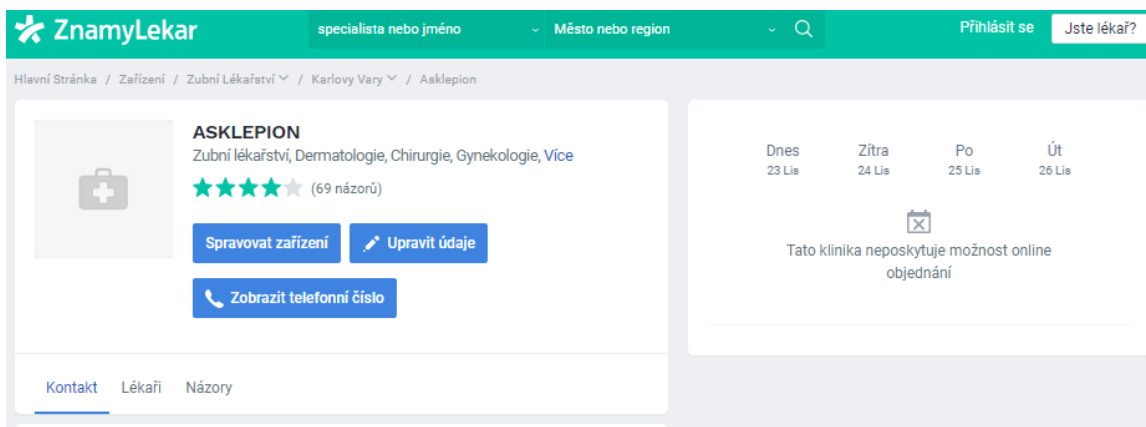 ZnamyLekar
specialista nebo jméno
Město nebo region
Přihlásit se
Jste lékař?
Hlavní Stránka / Zařízení / Zubní Lékařství / Karlovy Vary / Asklepion
ASKLEPION
Zubní lékařství, Dermatologie, Chirurgie, Gynekologie, Více
(69 názorů)
Spravovat zařízení
Upravit údaje
Zobrazit telefonní číslo
Kontakt Lékaři Názory
Dnes Zítra Po Út
23 Lis 24 Lis 25 Lis 26 Lis
Tato klinika neposkytuje možnost online
objednání